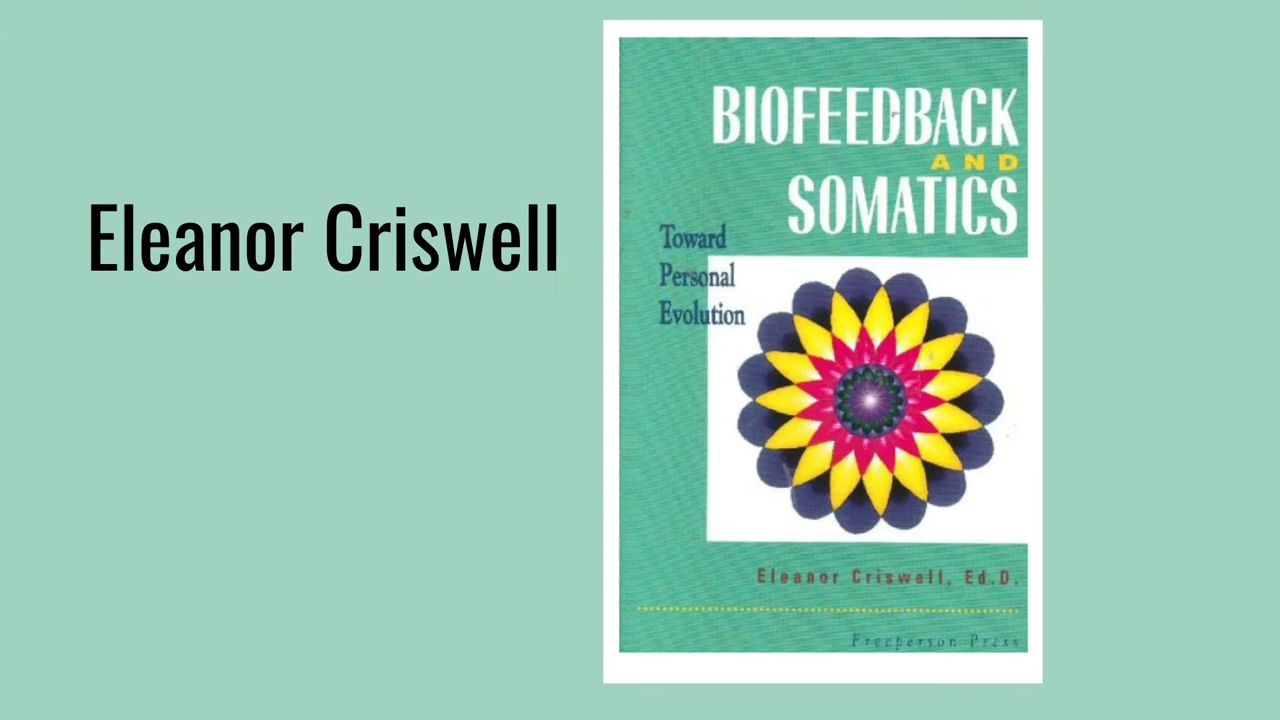 Eleanor Criswell
BIOFEEDBACK
AND
SOMATICS
Toward
Personal
Evolution
Eleanor Criswell, Ed.D.
Freeperson Press